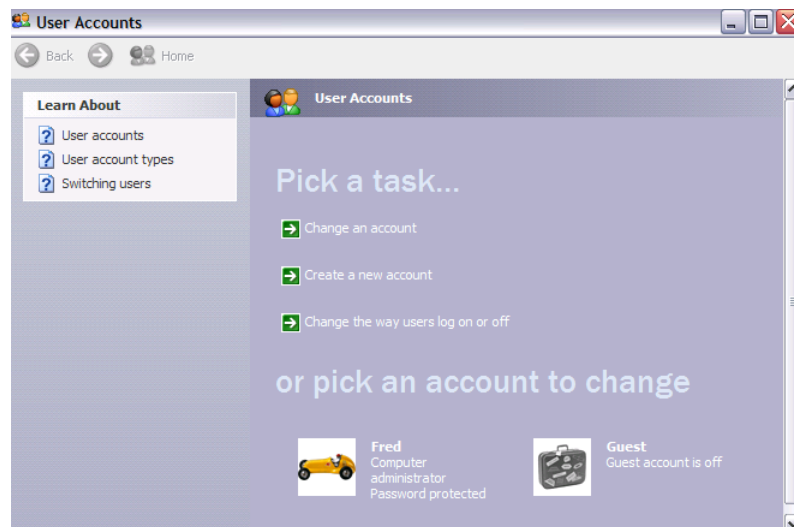 User Accounts
Back
Home
Learn About
User accounts
User account types
Switching users
User Accounts
Pick a task...
Change an account
Create a new account
Change the way users log on or off
or pick an account to change
Fred
Computer
administrator
Password protected
Guest
Guest account is off